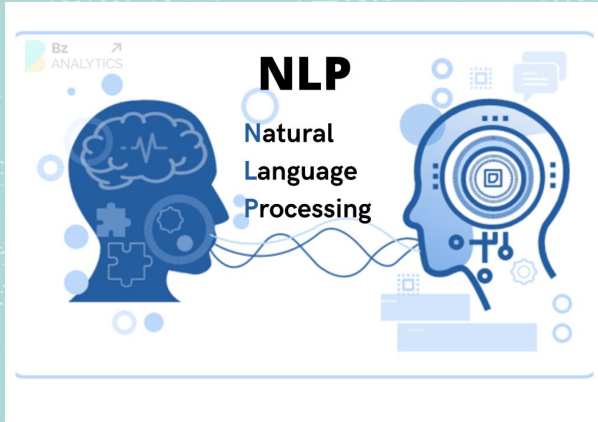 Bz
ANALYTICS
NLP
Natural
Language
Processing